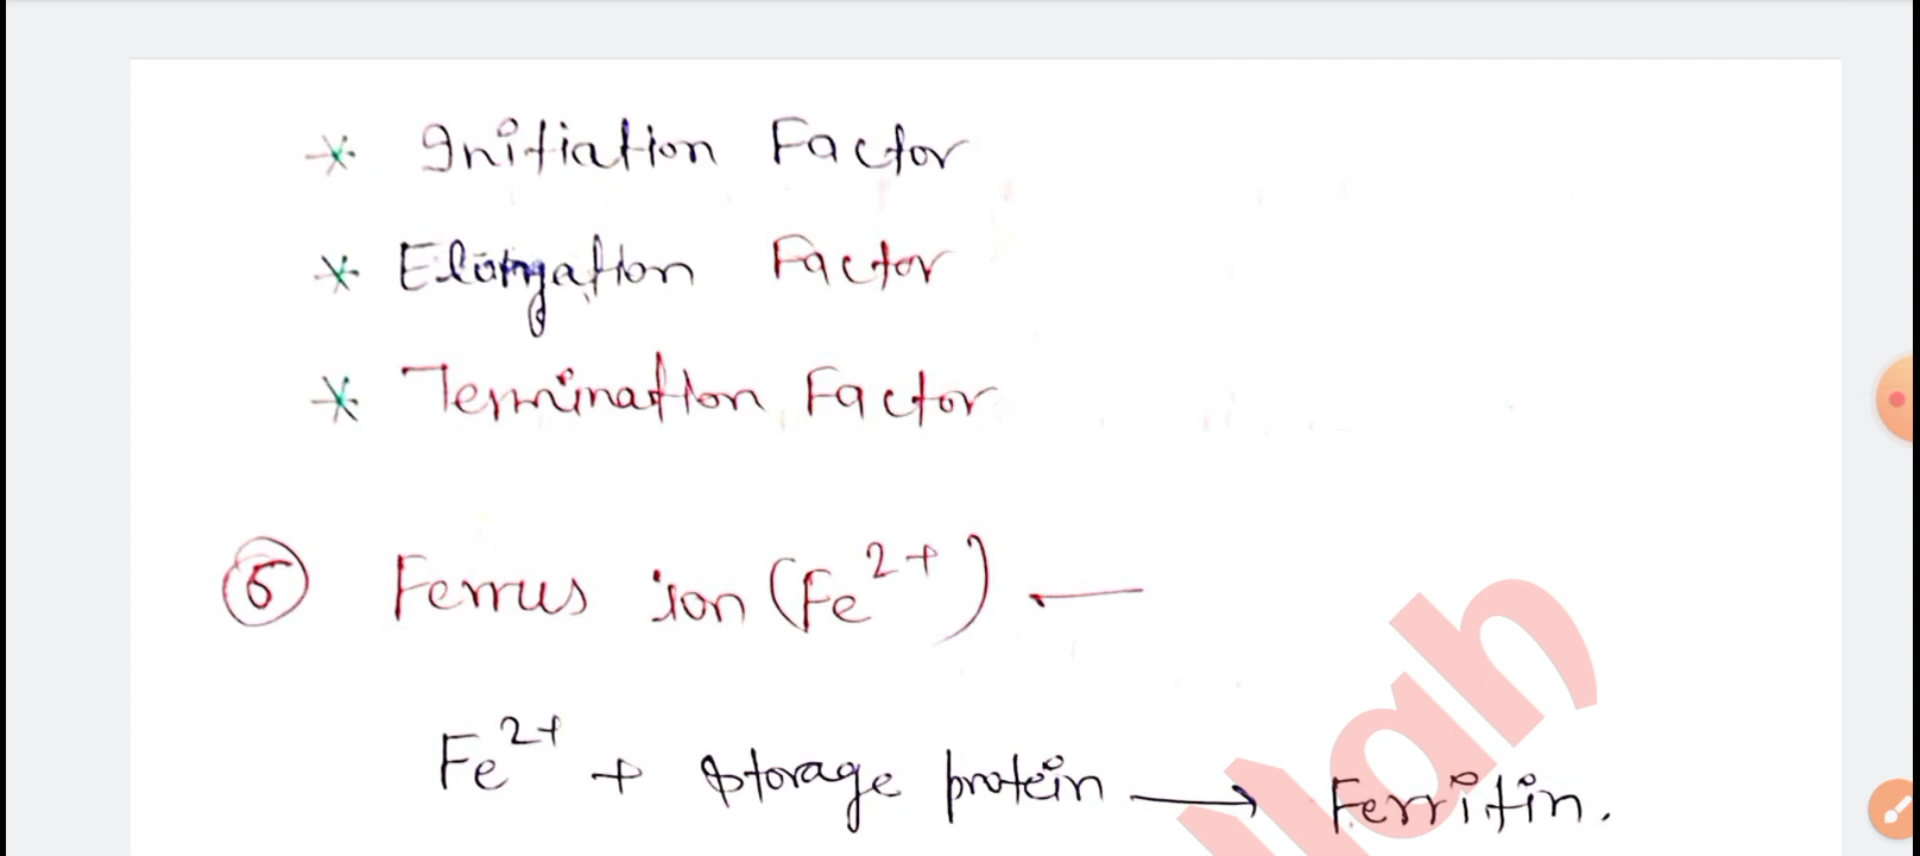 * Initiation Factor
* Elongation Factor
* Termination Factor
⑤ Ferrus ion (Fe²⁺) —
Fe²⁺ + storage protein → Ferritin.